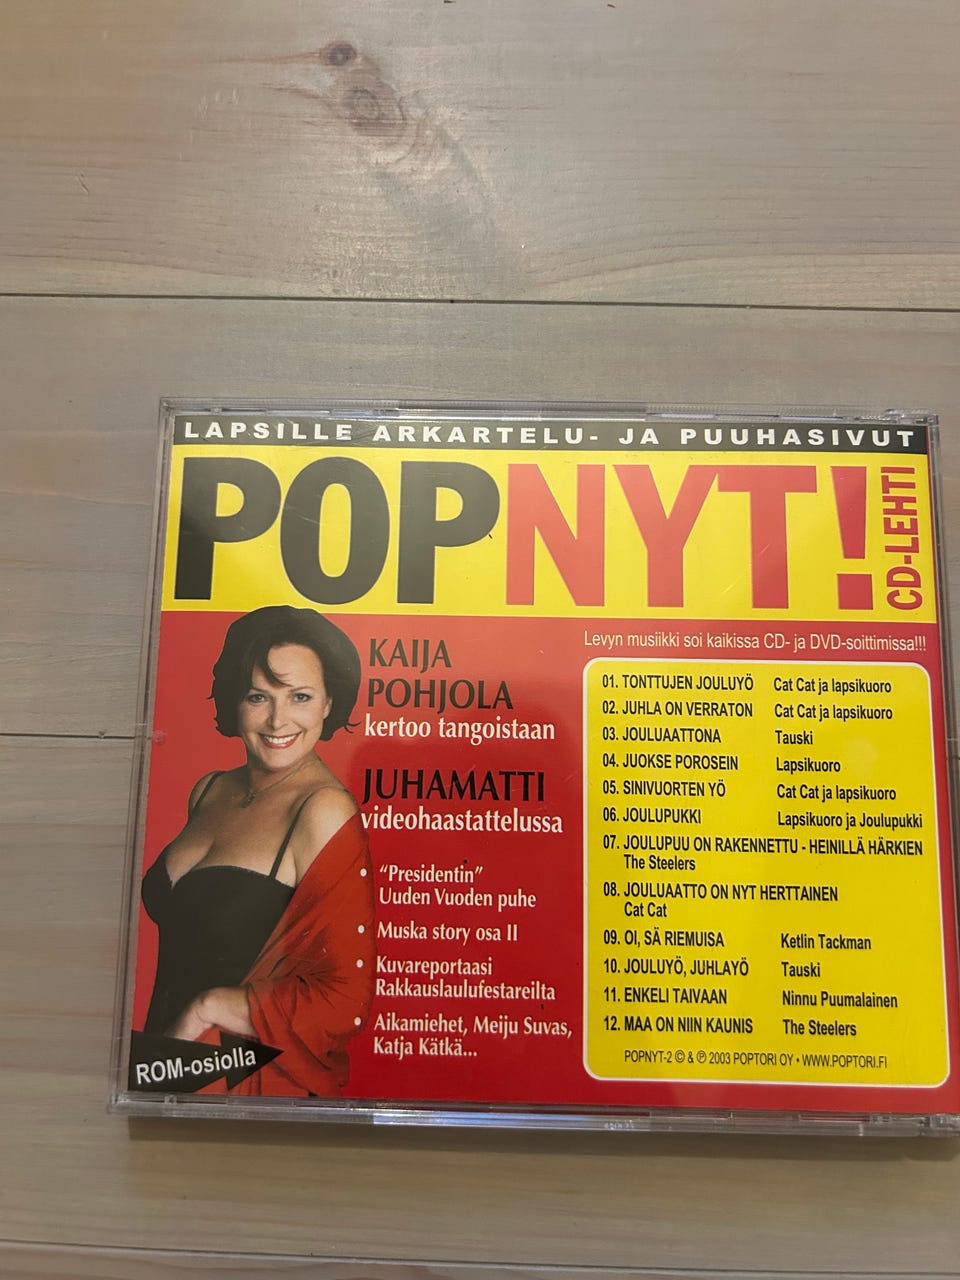 LAPSILLE ARKARTELU- JA PUUHASIVUT
POPNYT!
CD-LEHTI
KAIJA
POHJOLA
kertoo tangoistaan
JUHAMATTI
videohaastattelussa
• "Presidentin"
Uuden Vuoden puhe
• Muska story osa II
• Kuvareportaasi
Rakkauslaulufestareilta
• Aikamiehet, Meiju Suvas,
Katja Kätkä...
ROM-osiolla
Levyn musiikki soi kaikissa CD- ja DVD-soittimissa!!!
01. TONTTUJEN JOULUYÖ Cat Cat ja lapsikuoro
02. JUHLA ON VERRATON Cat Cat ja lapsikuoro
03. JOULUAATTONA Tauski
04. JUOKSE POROSEIN Lapsikuoro
05. SINIVUORTEN YÖ Cat Cat ja lapsikuoro
06. JOULUPUKKI Lapsikuoro ja Joulupukki
07. JOULUPUU ON RAKENNETTU - HEINILLÄ HÄRKIEN
The Steelers
08. JOULUAATTO ON NYT HERTTAINEN
Cat Cat
09. OI, SÄ RIEMUISA Ketlin Tackman
10. JOULUYÖ, JUHLAYÖ Tauski
11. ENKELI TAIVAAN Ninnu Puumalainen
12. MAA ON NIIN KAUNIS The Steelers
POPNYT-2 © & ℗ 2003 POPTORI OY • WWW.POPTORI.FI